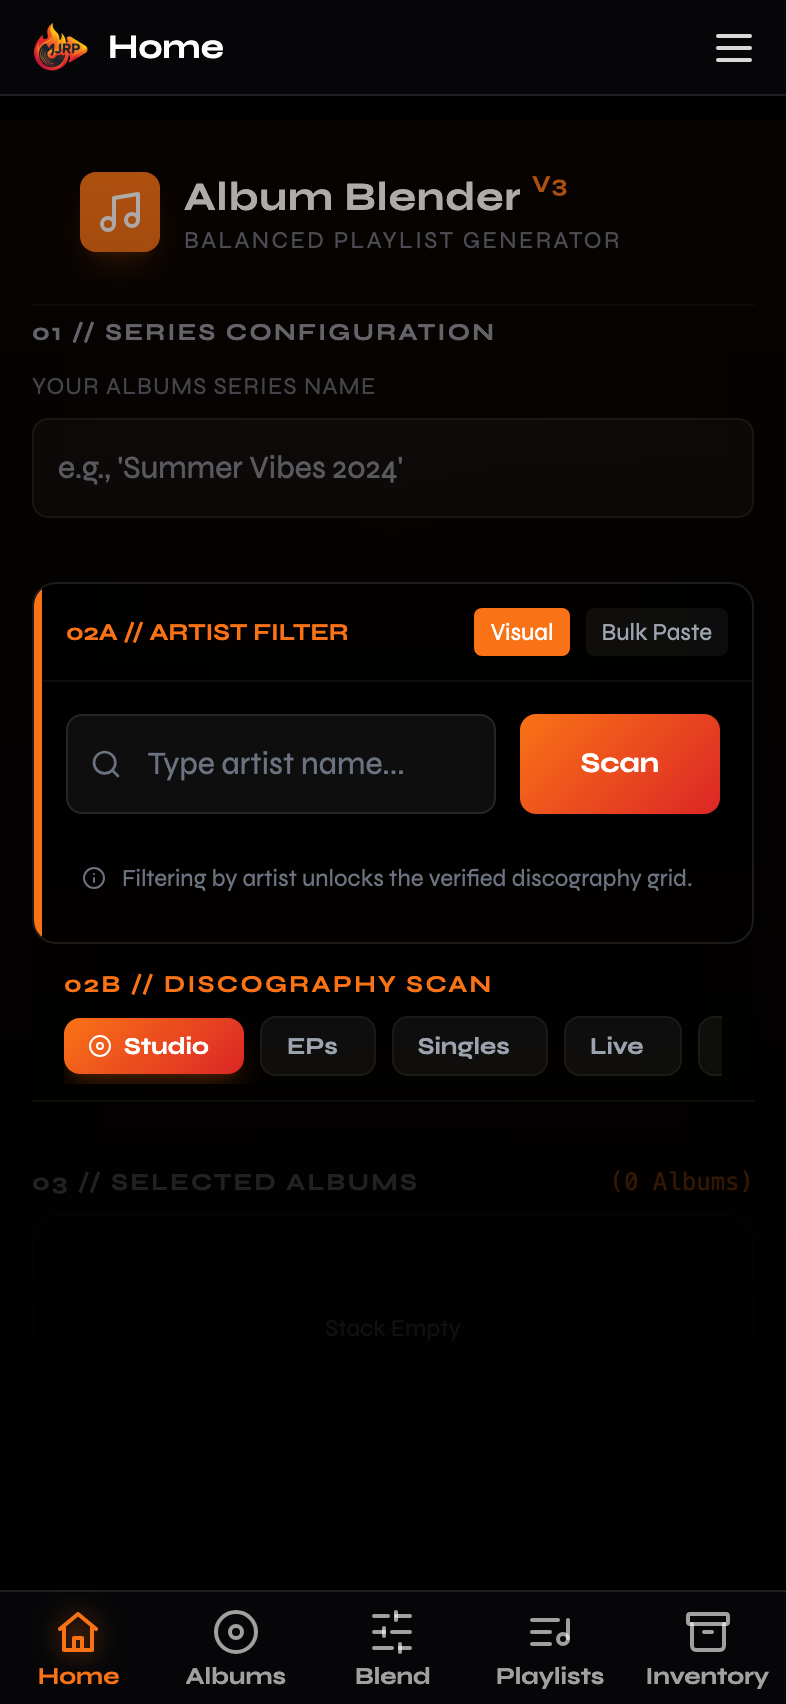 MJRP
Home
Album Blender V3
BALANCED PLAYLIST GENERATOR
01 // SERIES CONFIGURATION
YOUR ALBUMS SERIES NAME
e.g., 'Summer Vibes 2024'
02A // ARTIST FILTER
Visual
Bulk Paste
Type artist name...
Scan
Filtering by artist unlocks the verified discography grid.
02B // DISCOGRAPHY SCAN
Studio
EPs
Singles
Live
03 // SELECTED ALBUMS
(0 Albums)
Stack Empty
Home
Albums
Blend
Playlists
Inventory